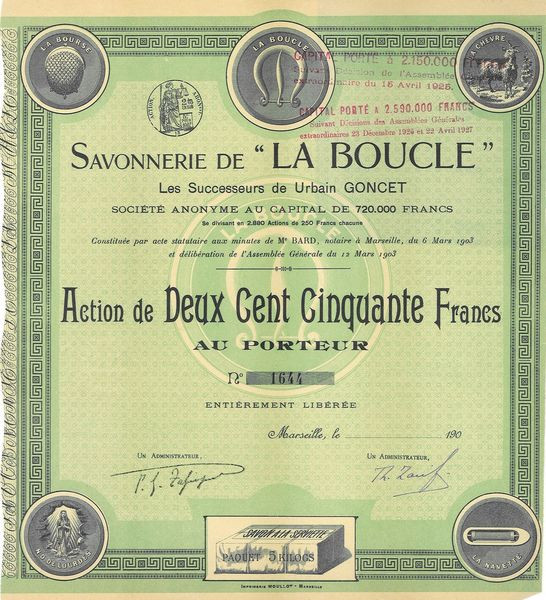 LA BOURSE
LA BOUCLE
LA CHÈVRE
CAPITAL PORTÉ à 2.150.000 FRANCS
Suivant Décision de l'Assemblée
extraordinaire du 15 Avril 1925.
CAPITAL PORTÉ A 2.590.000 FRANCS
Suivant Décisions des Assemblées Générales
extraordinaires 23 Décembre 1926 et 22 Avril 1927
SAVONNERIE DE “LA BOUCLE”
Les Successeurs de Urbain GONCET
SOCIÉTÉ ANONYME AU CAPITAL DE 720.000 FRANCS
Se divisant en 2.880 Actions de 250 Francs chacune
Constituée par acte statutaire aux minutes de Me BARD, notaire à Marseille, du 6 Mars 1903
et délibération de l'Assemblée Générale du 12 Mars 1903
Action de Deux Cent Cinquante Francs
AU PORTEUR
No 1644
ENTIÈREMENT LIBÉRÉE
Marseille, le 190
UN ADMINISTRATEUR,
UN ADMINISTRATEUR,
N.D. DE LOURDES
SAVON A LA SERVIETTE
PAQUET 5 KILOGS
LA NAVETTE
IMPRIMERIE MOULLOT - MARSEILLE